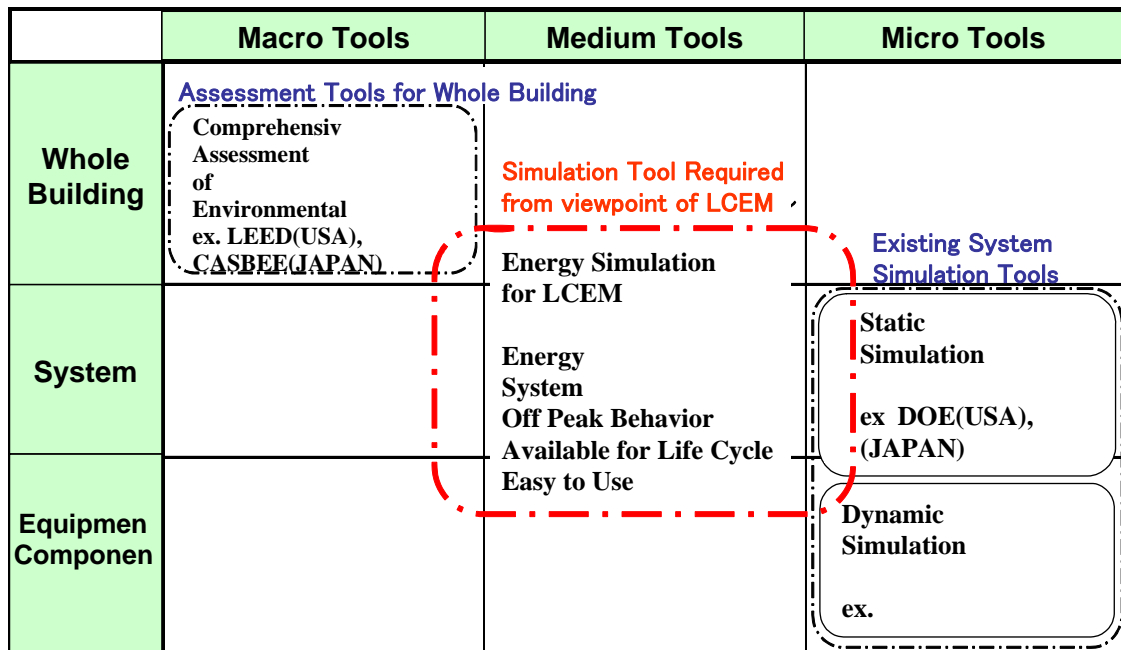 Macro Tools
Medium Tools
Micro Tools
Whole
Building
Assessment Tools for Whole Building
Comprehensiv
Assessment
of
Environmental
ex. LEED(USA),
CASBEE(JAPAN)
Simulation Tool Required
from viewpoint of LCEM
Energy Simulation
for LCEM
Existing System
Simulation Tools
System
Energy
System
Off Peak Behavior
Available for Life Cycle
Easy to Use
Static
Simulation
ex DOE(USA),
(JAPAN)
Equipmen
Componen
Dynamic
Simulation
ex.